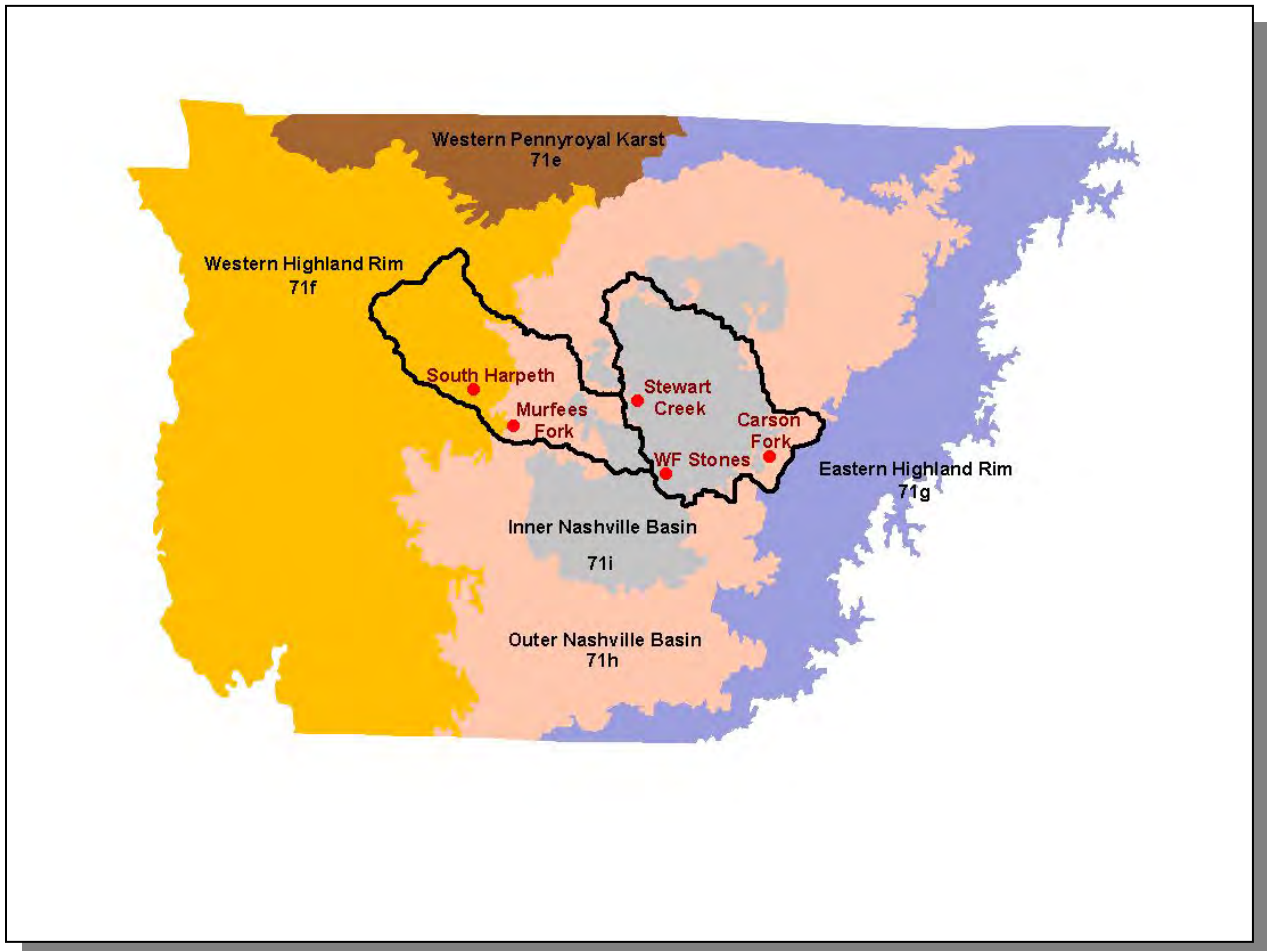 Western Pennyroyal Karst
71e
Western Highland Rim
71f
South Harpeth
Murfees
Fork
Stewart
Creek
Carson
Fork
WF Stones
Eastern Highland Rim
71g
Inner Nashville Basin
71i
Outer Nashville Basin
71h